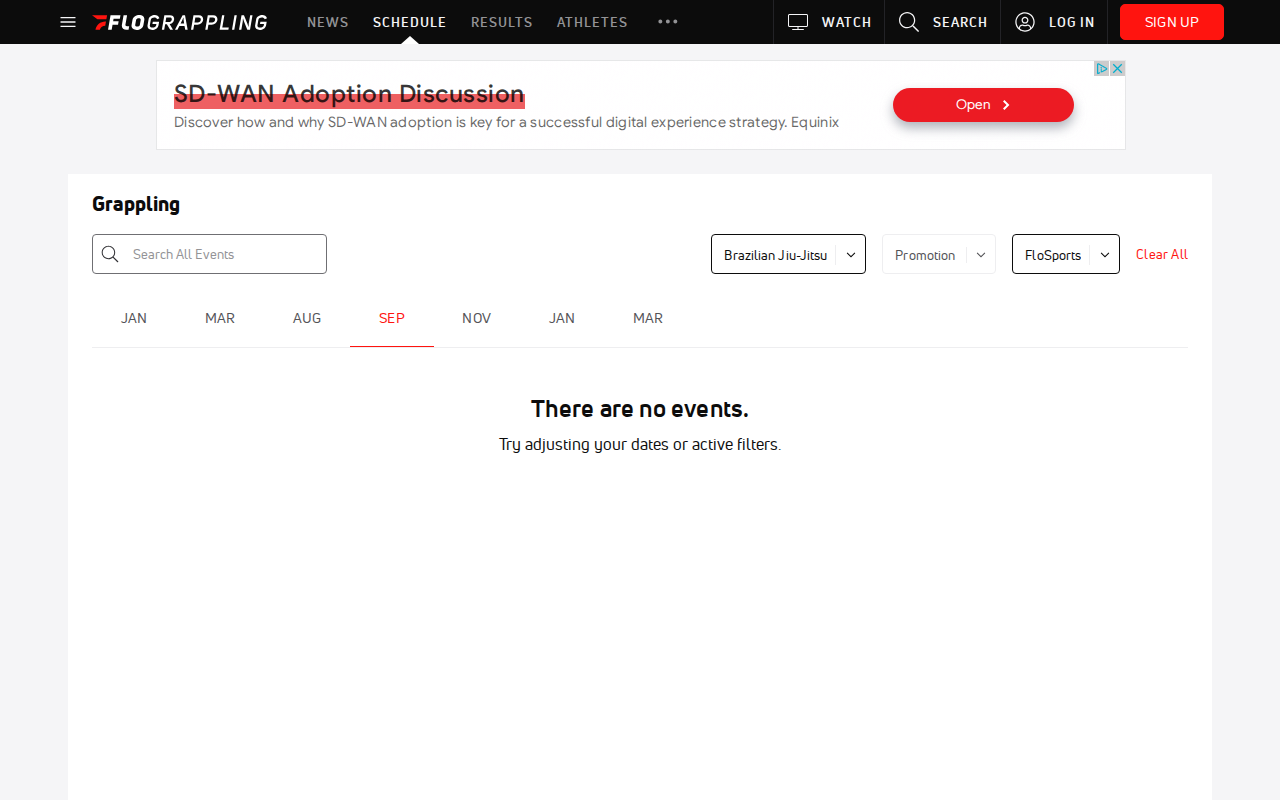 FLOGRAPPLING NEWS SCHEDULE RESULTS ATHLETES WATCH SEARCH LOG IN SIGN UP
SD-WAN Adoption Discussion
Discover how and why SD-WAN adoption is key for a successful digital experience strategy. Equinix
Open
Grappling
Search All Events Brazilian Jiu-Jitsu Promotion FloSports Clear All
JAN MAR AUG SEP NOV JAN MAR
There are no events.
Try adjusting your dates or active filters.